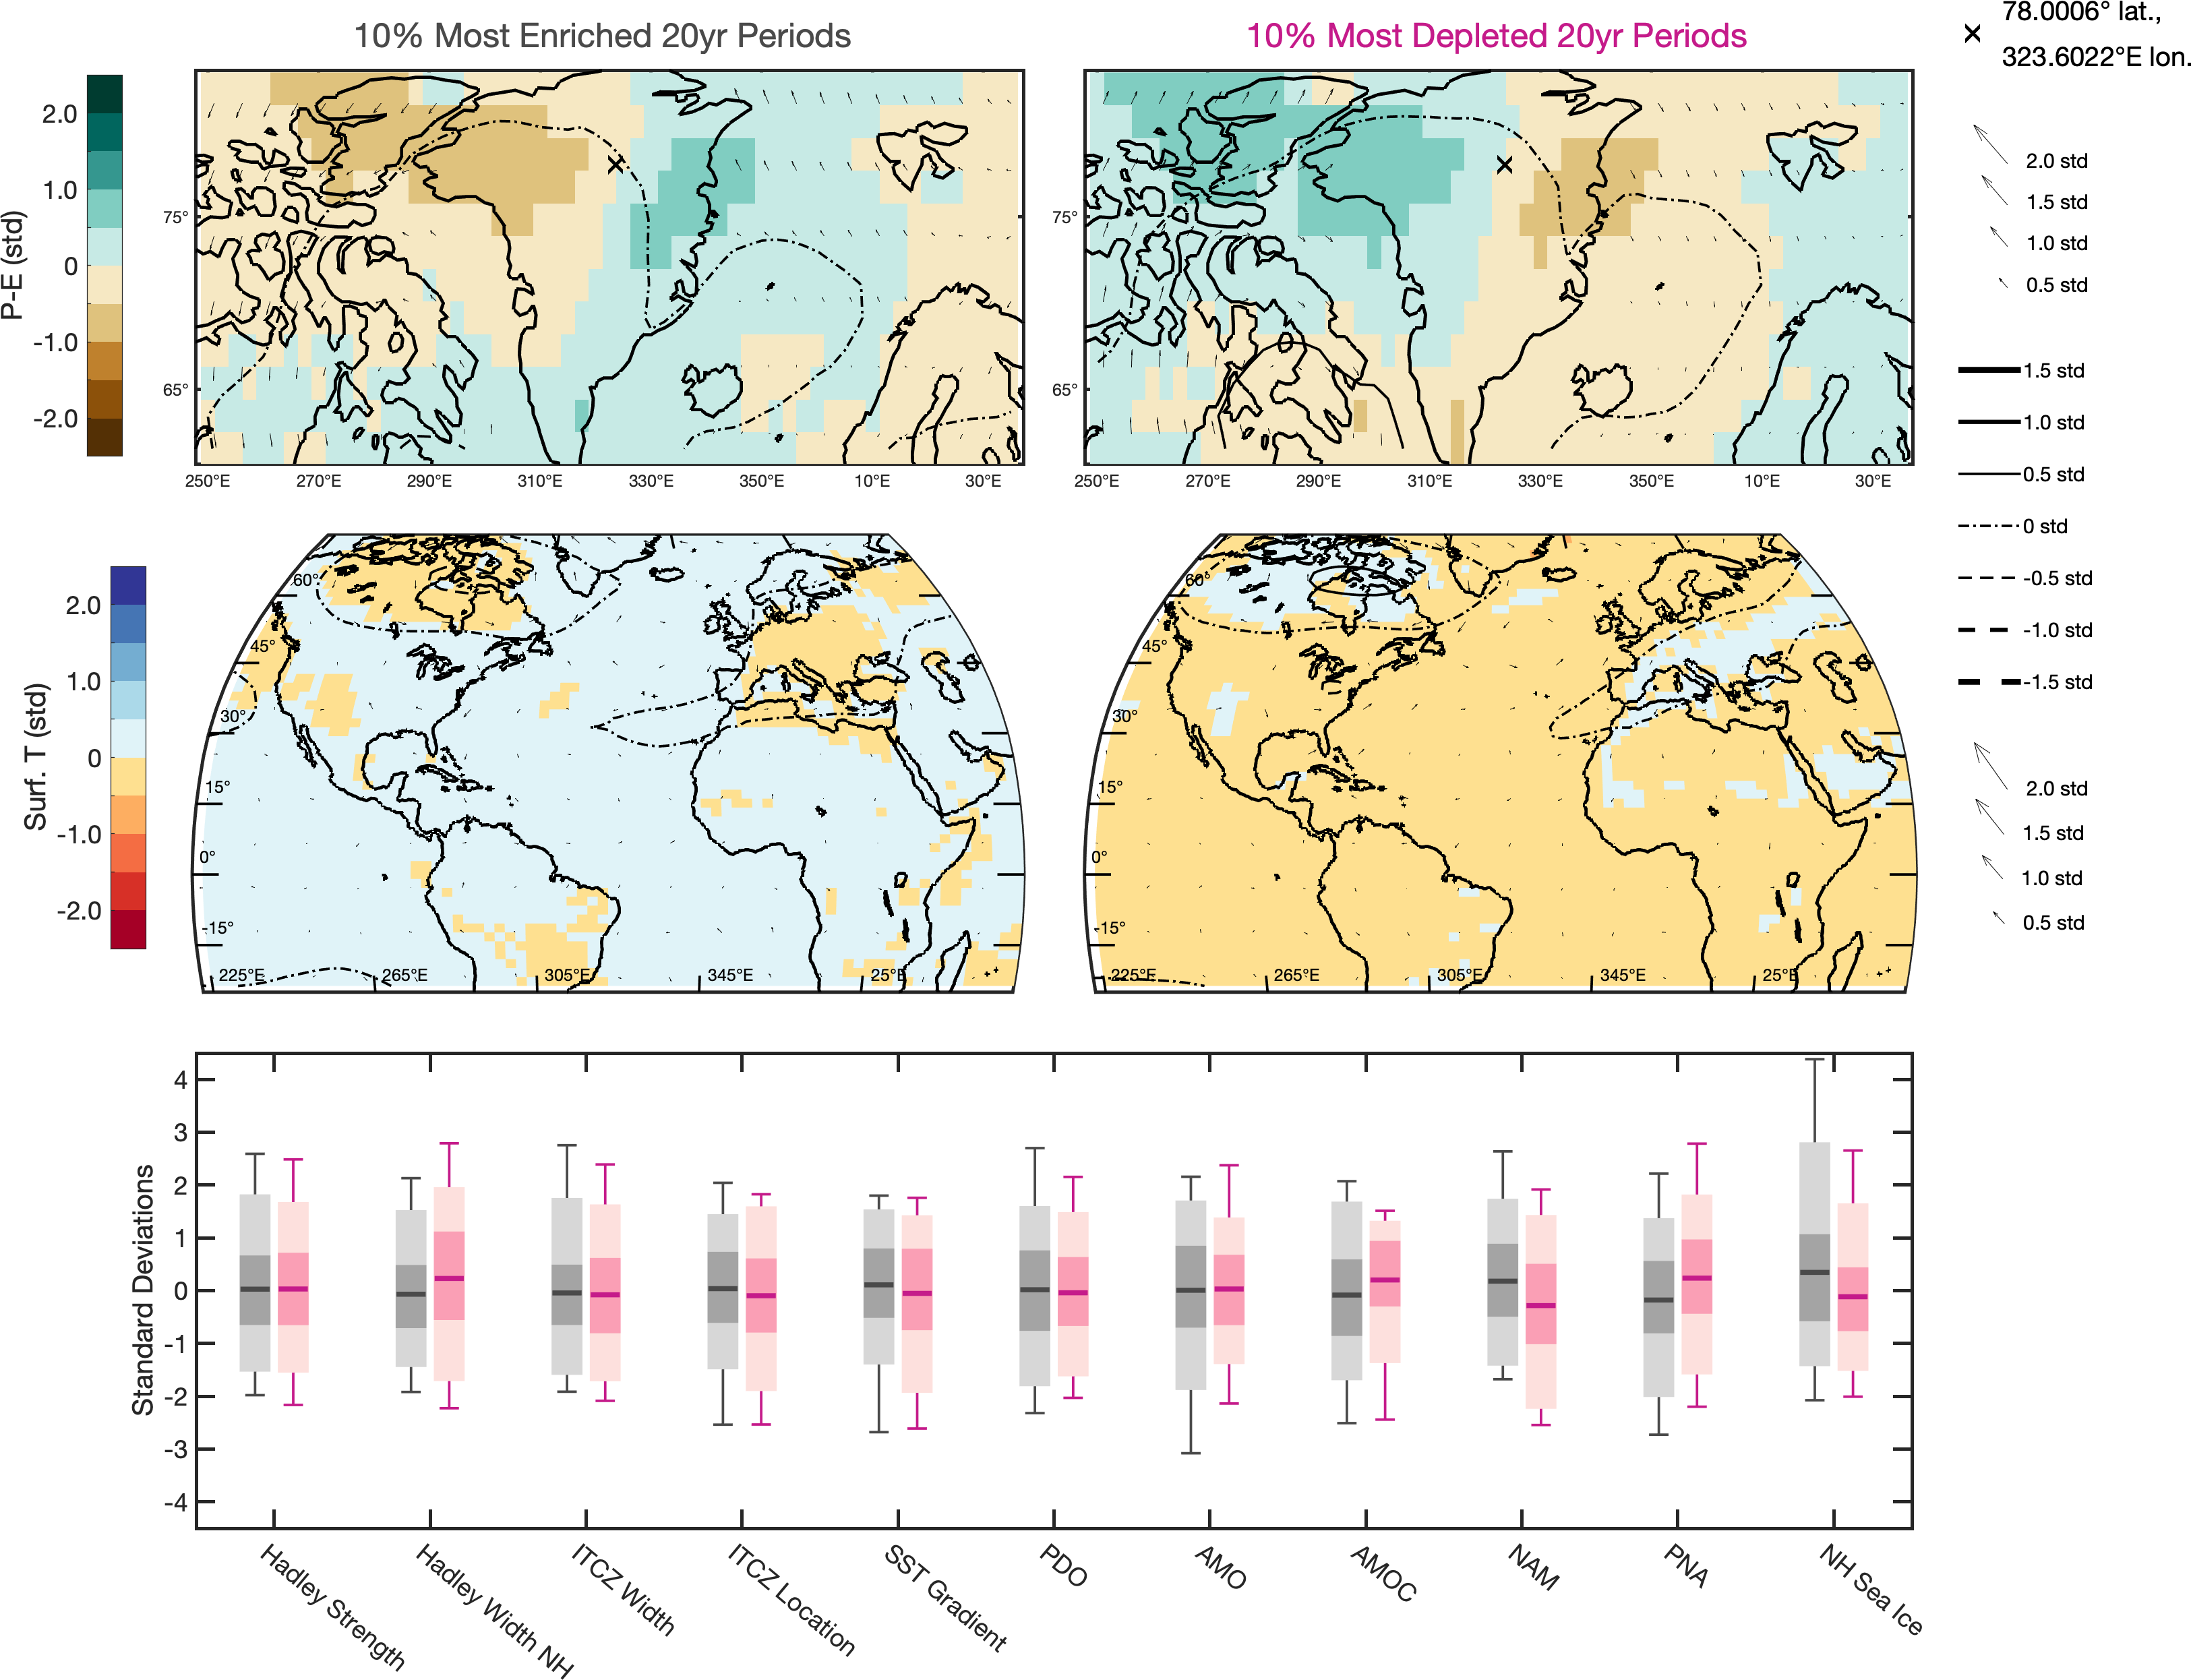 10% Most Enriched 20yr Periods
10% Most Depleted 20yr Periods
78.0006° lat.,
323.6022°E lon.
P-E (std)
2.0
1.0
0
-1.0
-2.0
75°
65°
250°E
270°E
290°E
310°E
330°E
350°E
10°E
30°E
75°
65°
250°E
270°E
290°E
310°E
330°E
350°E
10°E
30°E
2.0 std
1.5 std
1.0 std
0.5 std
1.5 std
1.0 std
0.5 std
0 std
-0.5 std
-1.0 std
-1.5 std
Surf. T (std)
2.0
1.0
0
-1.0
-2.0
60°
45°
30°
15°
0°
-15°
225°E
265°E
305°E
345°E
25°E
60°
45°
30°
15°
0°
-15°
225°E
265°E
305°E
345°E
25°E
2.0 std
1.5 std
1.0 std
0.5 std
Standard Deviations
4
3
2
1
0
-1
-2
-3
-4
Hadley Strength
Hadley Width NH
ITCZ Width
ITCZ Location
SST Gradient
PDO
AMO
AMOC
NAM
PNA
NH Sea Ice